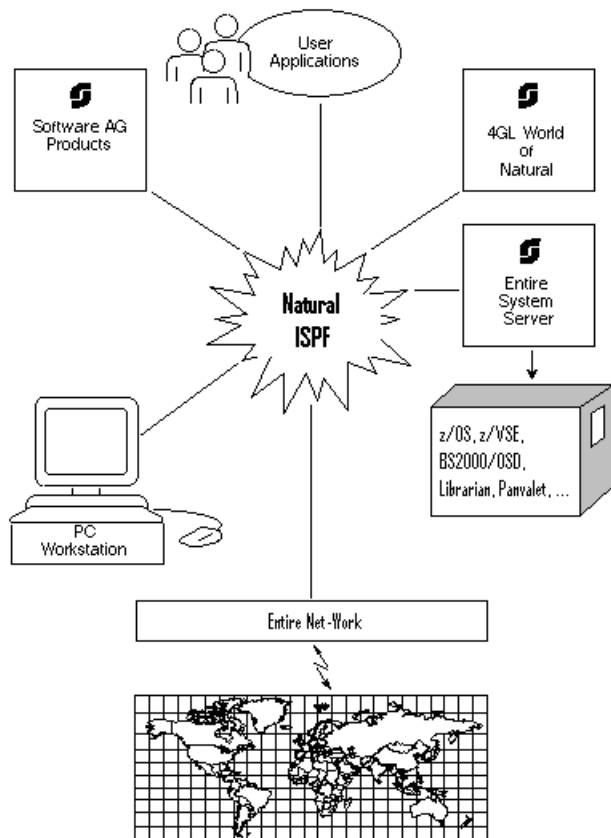 User
Applications
Software AG
Products
4GL World
of
Natural
Natural
ISPF
Entire
System
Server
z/OS, z/VSE,
BS2000/OSD,
Librarian, Panvalet, ...
PC
Workstation
Entire Net-Work